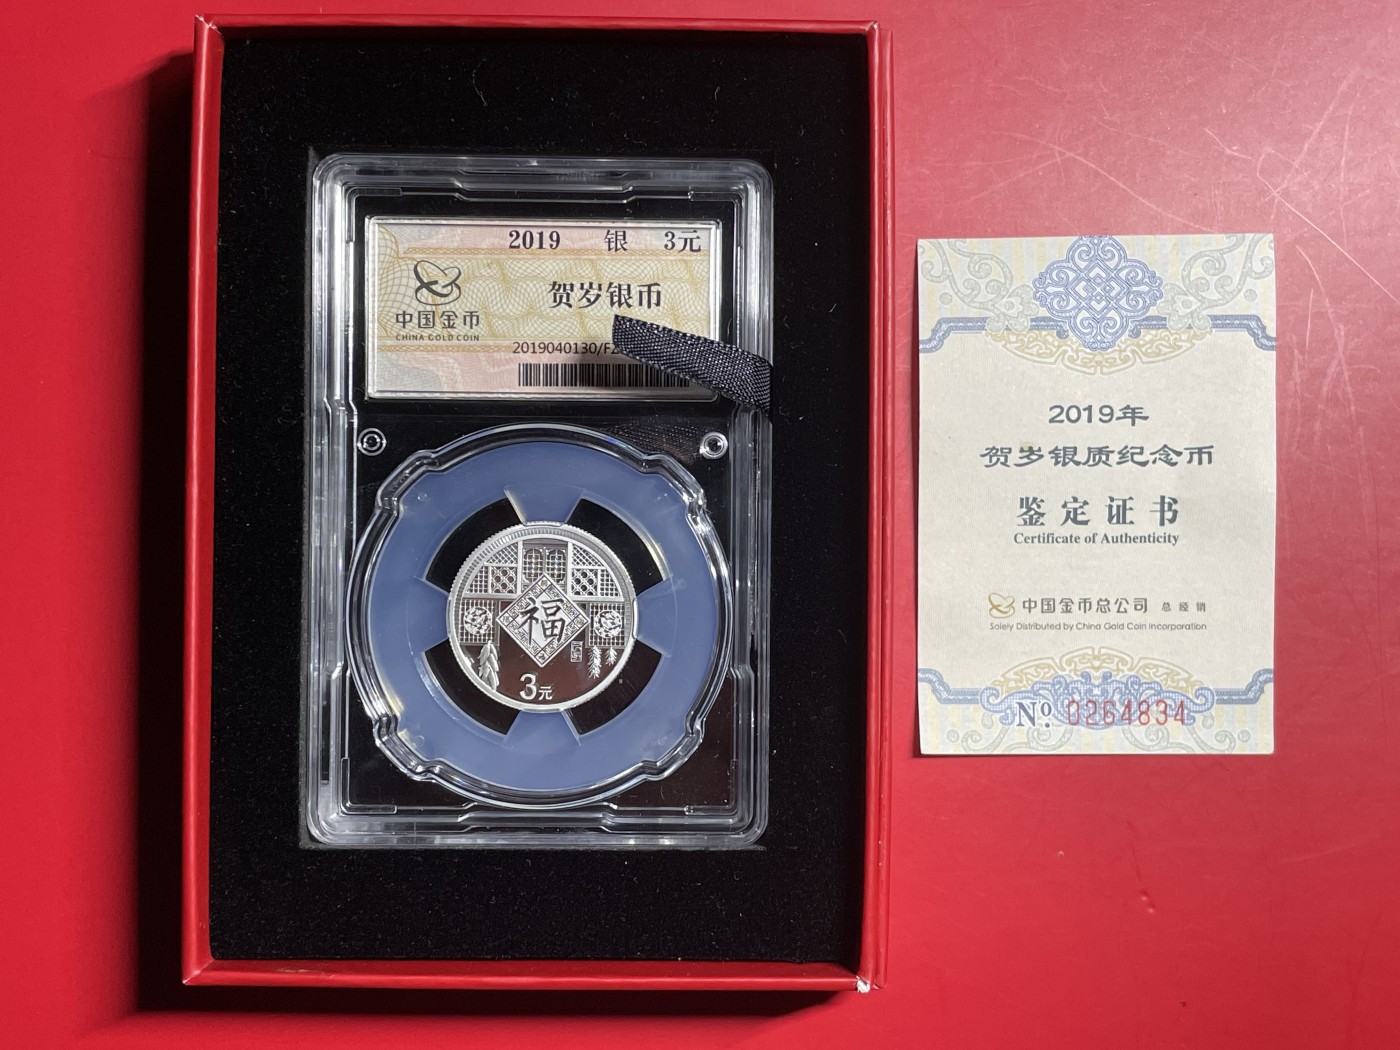 2019 银 3元
中国金币
CHINA GOLD COIN
贺岁银币
2019040130/F2
福
3元
2019年
贺岁银质纪念币
鉴定证书
Certificate of Authenticity
中国金币总公司 总经销
Solely Distributed by China Gold Coin Incorporation
№. 0264834